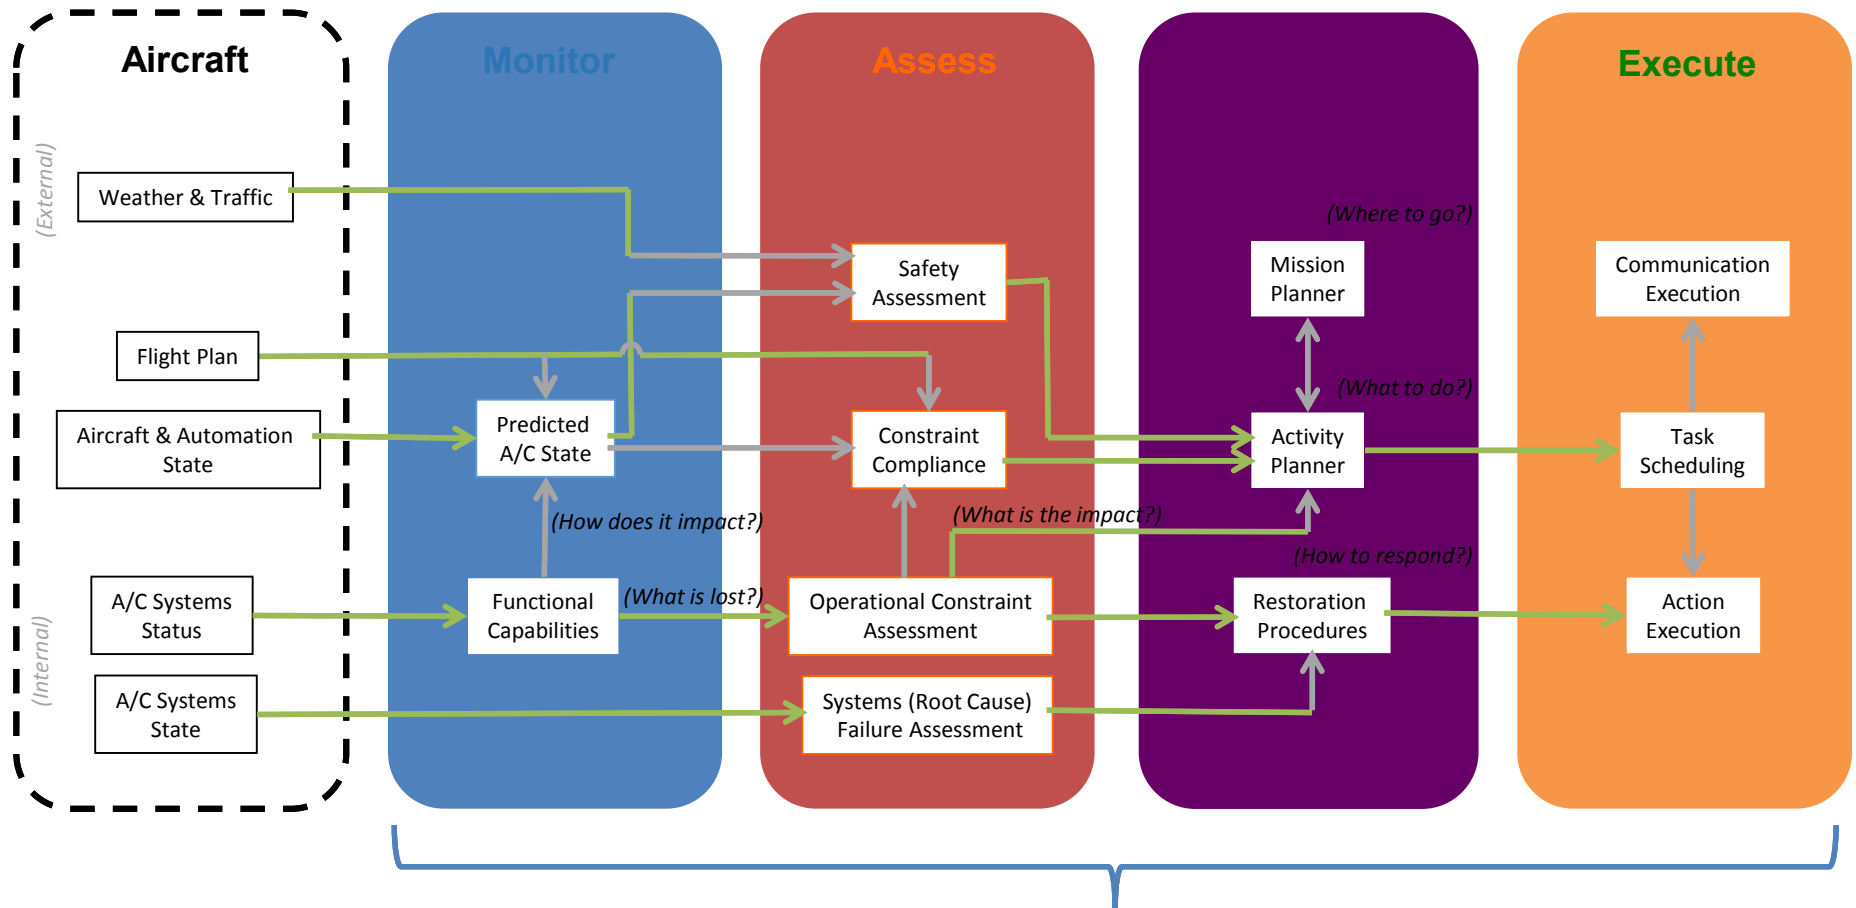 Aircraft
Monitor
Assess
Execute
(External)
Weather & Traffic
Flight Plan
Aircraft & Automation
State
(Internal)
A/C Systems
Status
A/C Systems
State
Predicted
A/C State
(How does it impact?)
Functional
Capabilities
(What is lost?)
Safety
Assessment
Constraint
Compliance
(What is the impact?)
Operational Constraint
Assessment
Systems (Root Cause)
Failure Assessment
(Where to go?)
Mission
Planner
(What to do?)
Activity
Planner
(How to respond?)
Restoration
Procedures
Communication
Execution
Task
Scheduling
Action
Execution